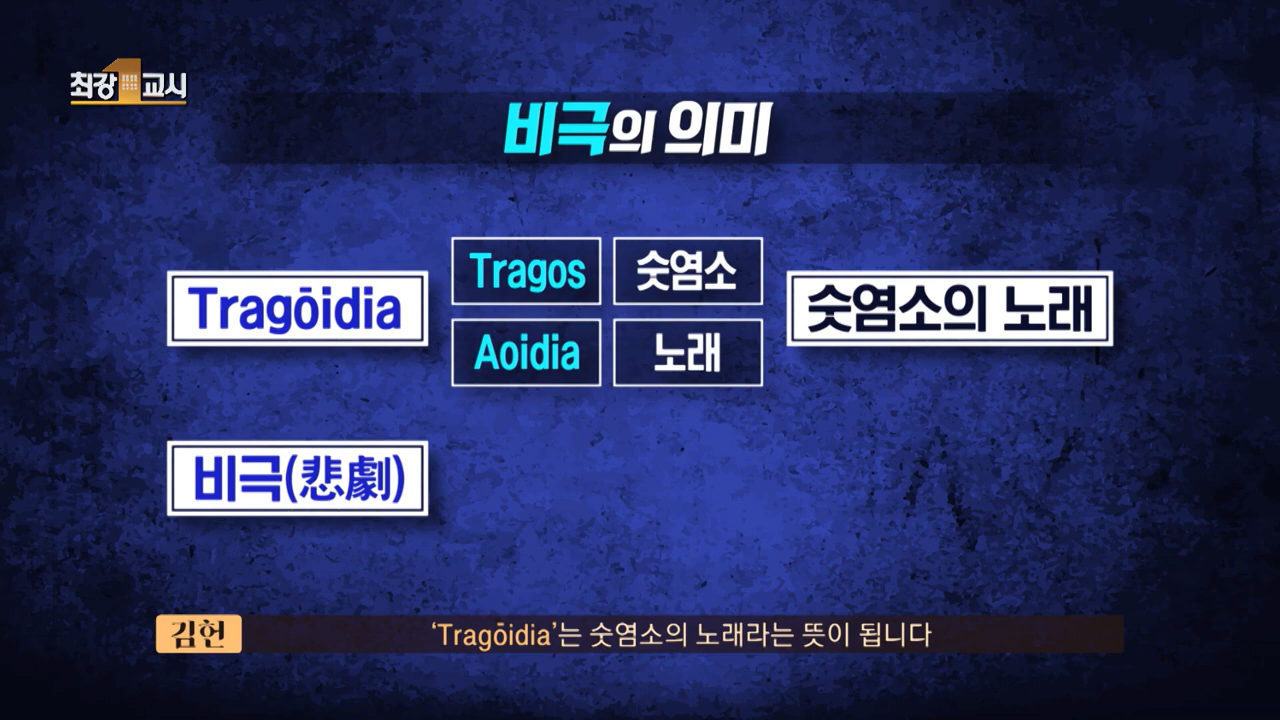 최강1교시
비극의 의미
Tragōidia
Tragos
숫염소
Aoidia
노래
숫염소의 노래
비극(悲劇)
김헌
‘Tragōidia’는 숫염소의 노래라는 뜻이 됩니다